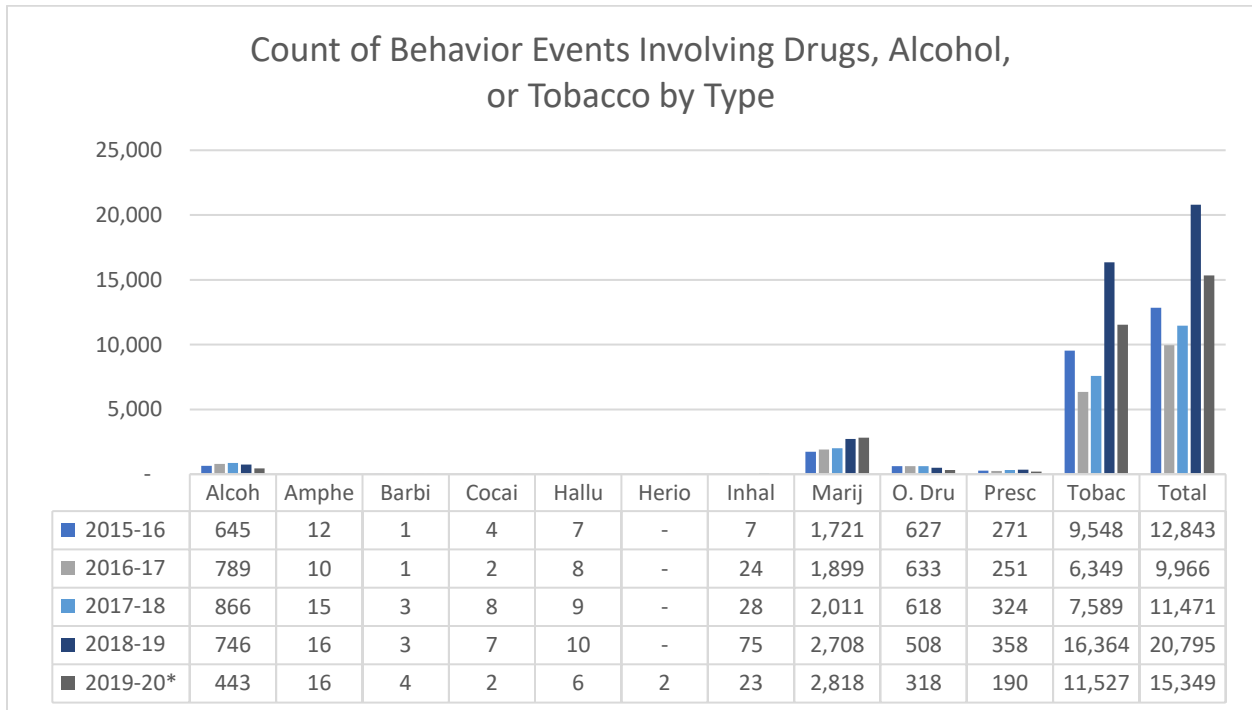 Count of Behavior Events Involving Drugs, Alcohol,
or Tobacco by Type
25,000
20,000
15,000
10,000
5,000
-
Alcoh Amphe Barbi Cocai Hallu Herio Inhal Marij O. Dru Presc Tobac Total
2015-16 645 12 1 4 7 - 7 1,721 627 271 9,548 12,843
2016-17 789 10 1 2 8 - 24 1,899 633 251 6,349 9,966
2017-18 866 15 3 8 9 - 28 2,011 618 324 7,589 11,471
2018-19 746 16 3 7 10 - 75 2,708 508 358 16,364 20,795
2019-20* 443 16 4 2 6 2 23 2,818 318 190 11,527 15,349